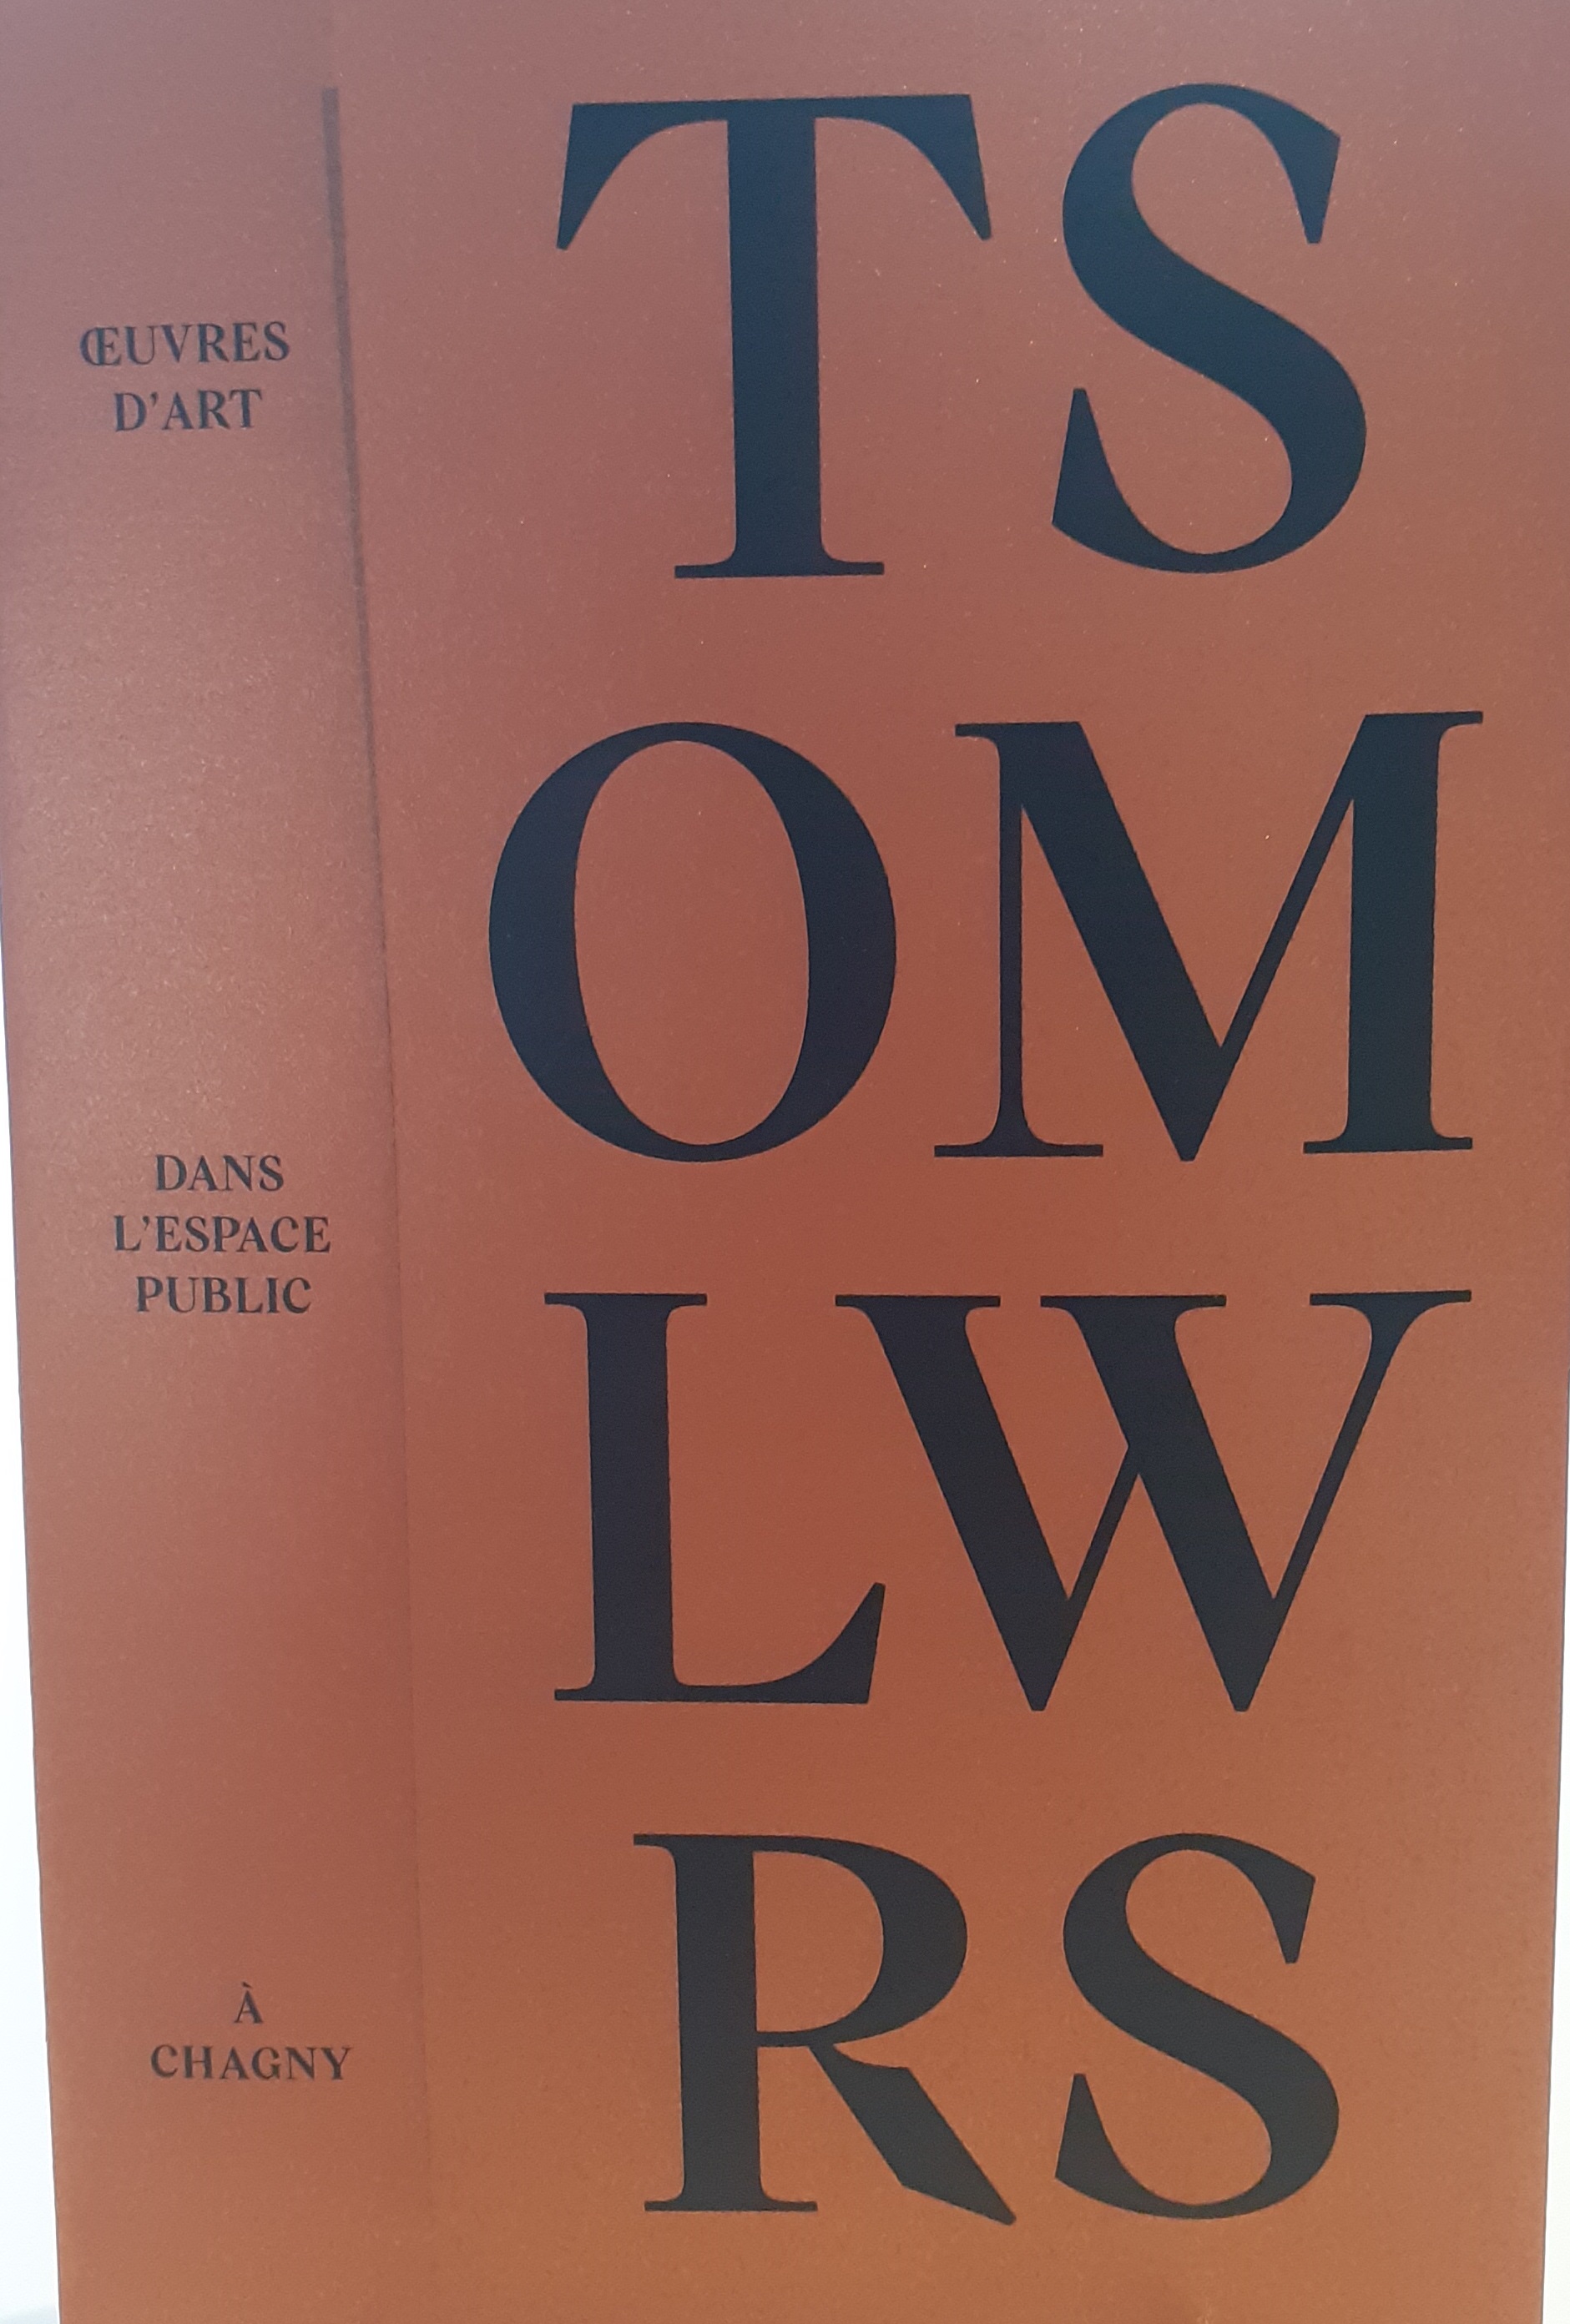 ŒUVRES
D'ART
DANS
L'ESPACE
PUBLIC
À
CHAGNY
TS
OM
LW
RS